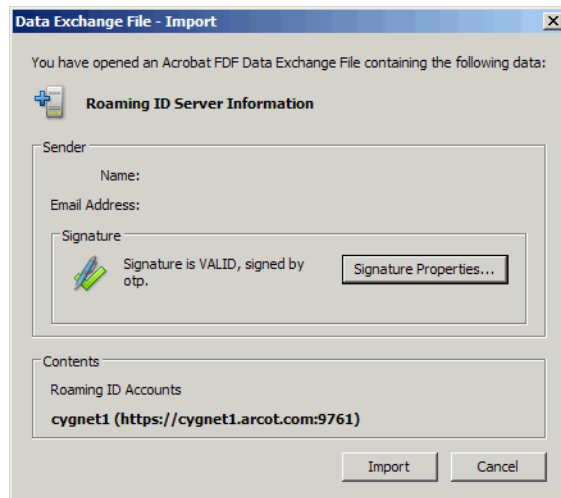 Data Exchange File - Import
You have opened an Acrobat FDF Data Exchange File containing the following data:
Roaming ID Server Information
Sender
Name:
Email Address:
Signature
Signature is VALID, signed by
otp.
Signature Properties...
Contents
Roaming ID Accounts
cygnet1 (https://cygnet1.arcot.com:9761)
Import
Cancel